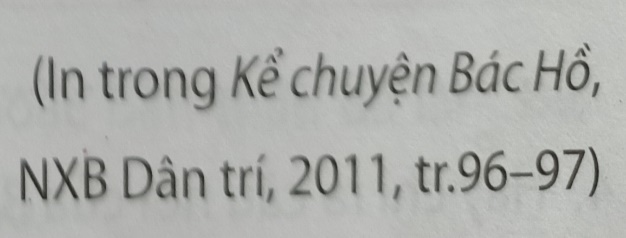 (In trong Kể chuyện Bác Hồ,
NXB Dân trí, 2011, tr.96–97)